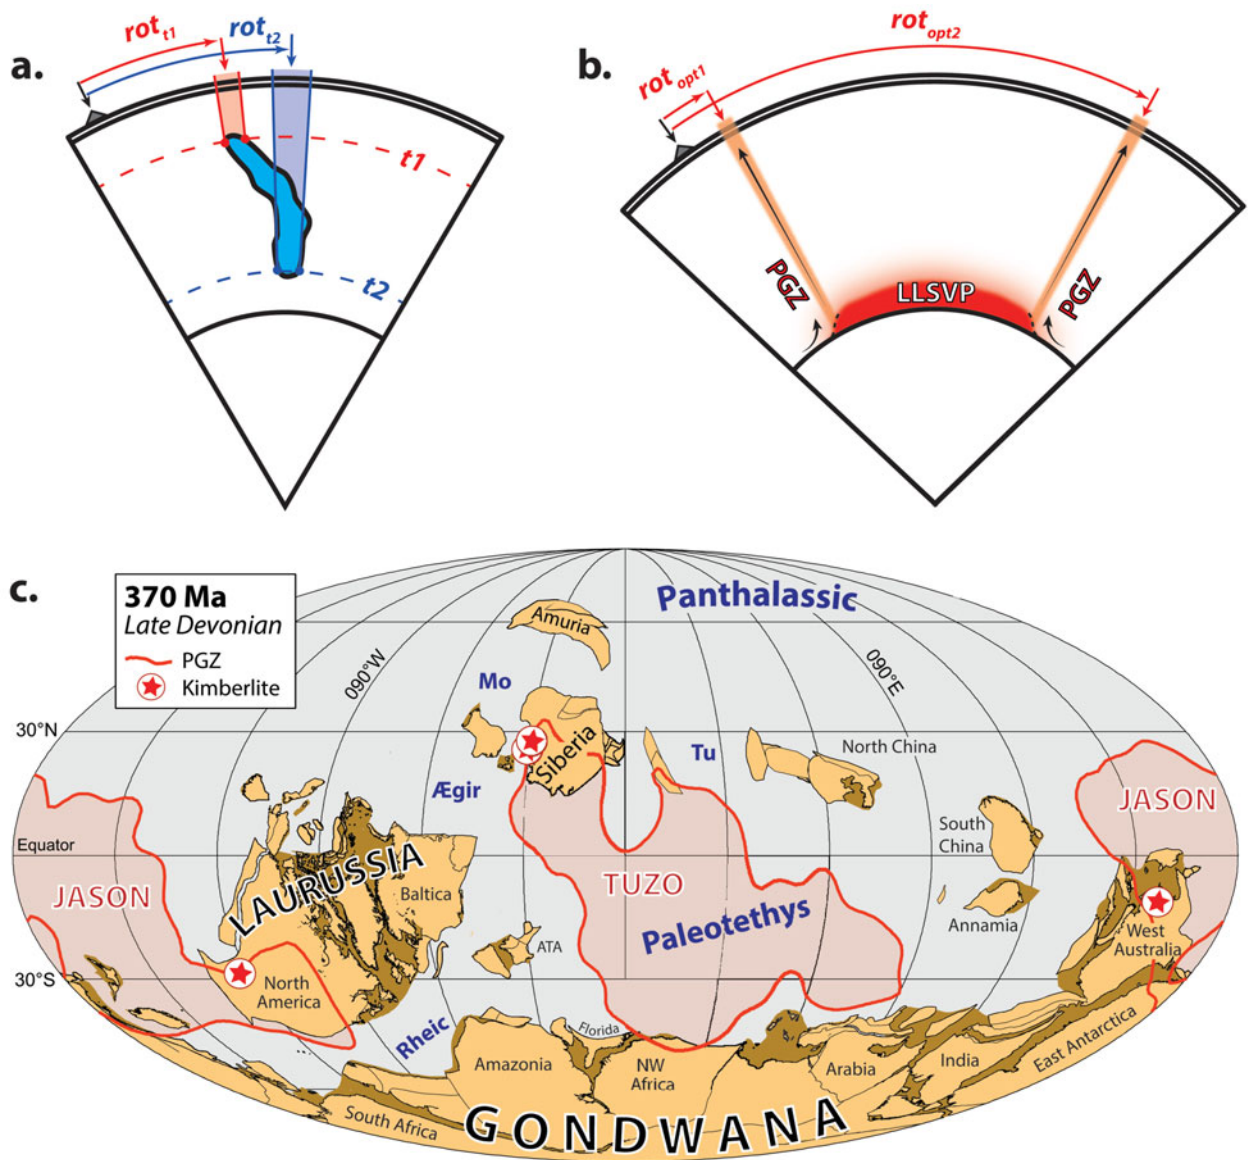 a.
rot t1
rot t2
t1
t2
b.
rot opt1
rot opt2
PGZ
LLSVP
PGZ
c.
370 Ma
Late Devonian
PGZ
Kimberlite
Panthalassic
Amuria
090°W
090°E
Mo
30°N
Siberia
Tu
North China
Ægir
JASON
South
China
Equator
LAURUSSIA
Baltica
TUZO
JASON
Paleotethys
Annamia
ATA
West
Australia
30°S
North
America
Rheic
Florida
Amazonia
NW
Africa
Arabia
India
East Antarctica
South Africa
GONDWANA